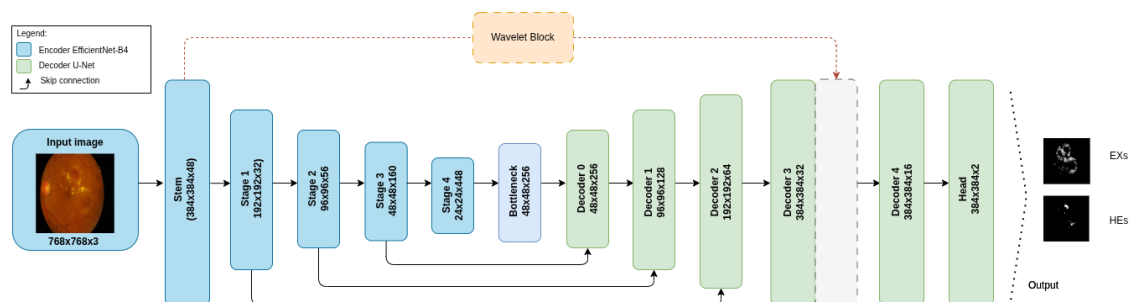 Legend:
Encoder EfficientNet-B4
Decoder U-Net
Skip connection
Wavelet Block
Input image
768x768x3
Stem
(384x384x48)
Stage 1
192x192x32)
Stage 2
96x96x56
Stage 3
48x48x160
Stage 4
24x24x448
Bottleneck
48x48x256
Decoder 0
48x48x256
Decoder 1
96x96x128
Decoder 2
192x192x64
Decoder 3
384x384x32
Decoder 4
384x384x16
Head
384x384x2
EXs
HEs
Output